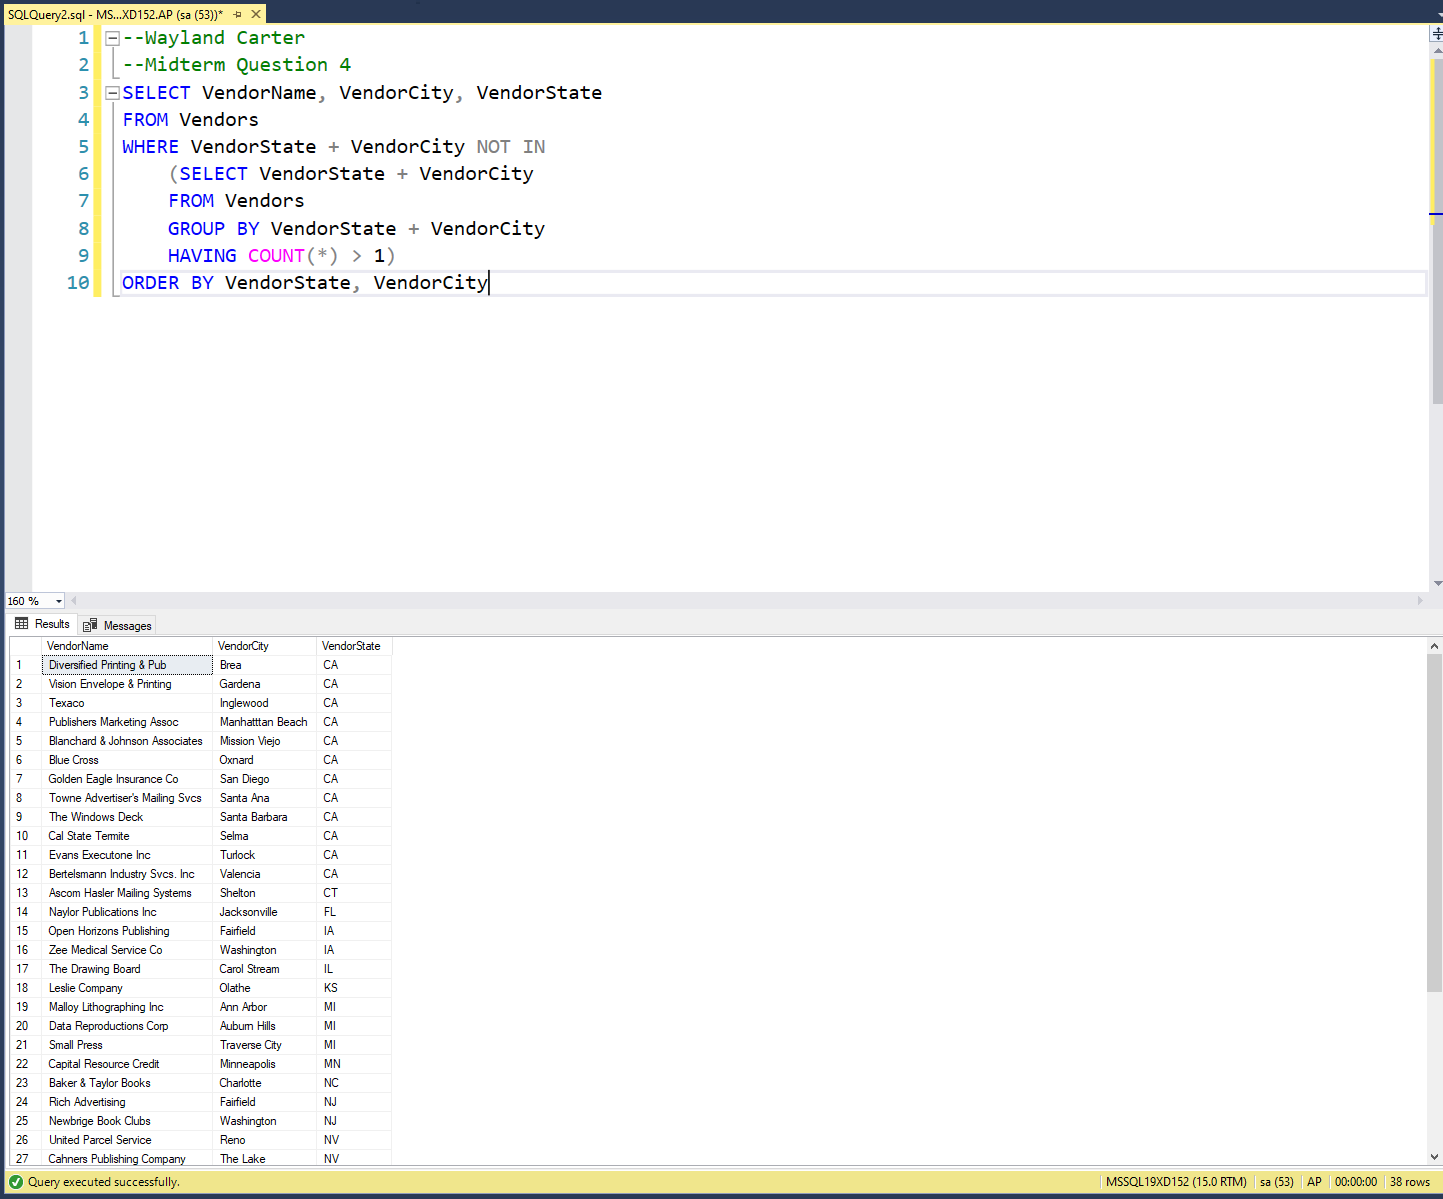 SQLQuery2.sql - MS...XD152.AP (sa (53))*
1 --Wayland Carter
2 --Midterm Question 4
3 SELECT VendorName, VendorCity, VendorState
4 FROM Vendors
5 WHERE VendorState + VendorCity NOT IN
6 (SELECT VendorState + VendorCity
7 FROM Vendors
8 GROUP BY VendorState + VendorCity
9 HAVING COUNT(*) > 1)
10 ORDER BY VendorState, VendorCity
160 %
Results Messages
VendorName VendorCity VendorState
1 Diversified Printing & Pub Brea CA
2 Vision Envelope & Printing Gardena CA
3 Texaco Inglewood CA
4 Publishers Marketing Assoc Manhatttan Beach CA
5 Blanchard & Johnson Associates Mission Viejo CA
6 Blue Cross Oxnard CA
7 Golden Eagle Insurance Co San Diego CA
8 Towne Advertiser's Mailing Svcs Santa Ana CA
9 The Windows Deck Santa Barbara CA
10 Cal State Termite Selma CA
11 Evans Executone Inc Turlock CA
12 Bertelsmann Industry Svcs. Inc Valencia CA
13 Ascom Hasler Mailing Systems Shelton CT
14 Naylor Publications Inc Jacksonville FL
15 Open Horizons Publishing Fairfield IA
16 Zee Medical Service Co Washington IA
17 The Drawing Board Carol Stream IL
18 Leslie Company Olathe KS
19 Malloy Lithographing Inc Ann Arbor MI
20 Data Reproductions Corp Auburn Hills MI
21 Small Press Traverse City MI
22 Capital Resource Credit Minneapolis MN
23 Baker & Taylor Books Charlotte NC
24 Rich Advertising Fairfield NJ
25 Newbrige Book Clubs Washington NJ
26 United Parcel Service Reno NV
27 Cahners Publishing Company The Lake NV
Query executed successfully. MSSQL19XD152 (15.0 RTM) sa (53) AP 00:00:00 38 rows